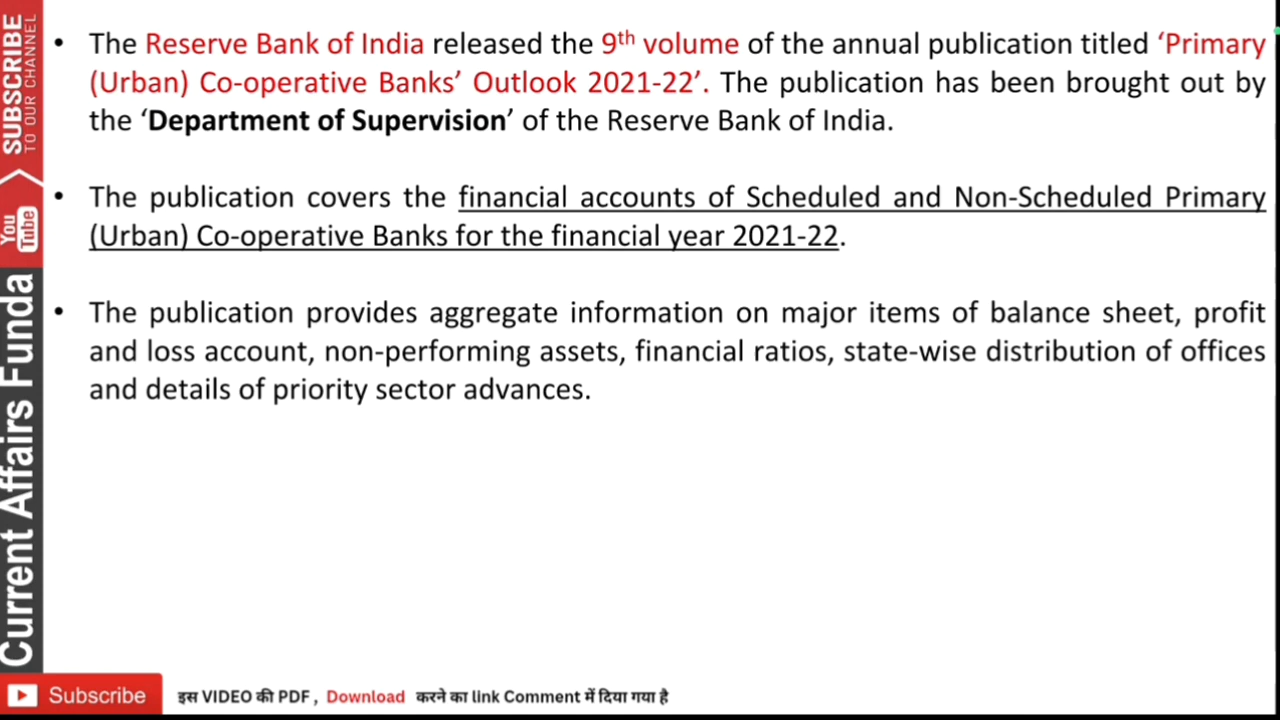 • The Reserve Bank of India released the 9th volume of the annual publication titled ‘Primary
(Urban) Co-operative Banks’ Outlook 2021-22’. The publication has been brought out by
the ‘Department of Supervision’ of the Reserve Bank of India.
• The publication covers the financial accounts of Scheduled and Non-Scheduled Primary
(Urban) Co-operative Banks for the financial year 2021-22.
• The publication provides aggregate information on major items of balance sheet, profit
and loss account, non-performing assets, financial ratios, state-wise distribution of offices
and details of priority sector advances.
SUBSCRIBE
TO OUR CHANNEL
You
Tube
Current Affairs Funda
Subscribe
इस VIDEO की PDF , Download करने का link Comment में दिया गया है